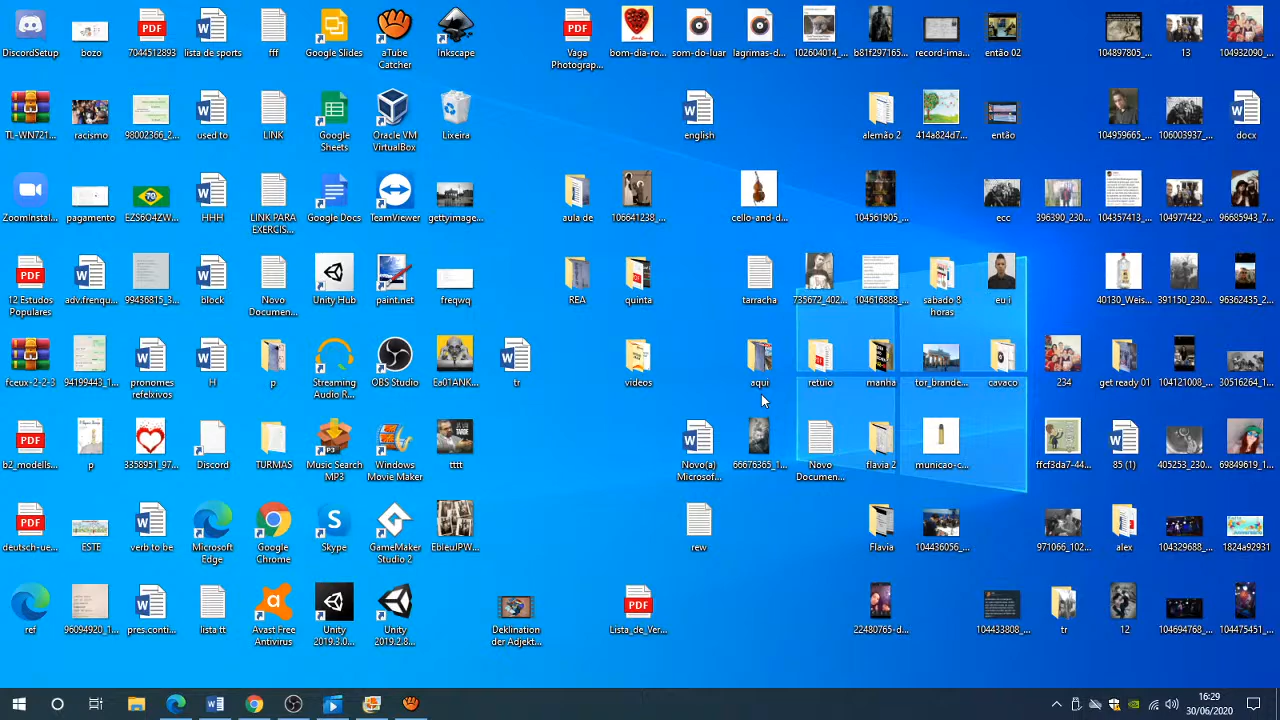 DiscordSetup
bozo
7044512893
lista de sports
fff
Google Slides
aTube
Catcher
Inkscape
Vaga
Photograp...
bom-dia-ro...
som-do-luar
lagrimas-d...
102604014_...
b81f297165...
record-ima...
então 02
104897805_...
13
104932090_...
TL-WN721...
racismo
98002366_2...
used to
LINK
Google
Sheets
Oracle VM
VirtualBox
Lixeira
english
alemão 2
414a824d7...
então
104959665_...
106003937_...
docx
ZoomInstal...
pagamento
EZS6O4ZW...
HHH
LINK PARA
EXERCIS...
Google Docs
TeamViewer
gettyimage...
aula de
106641238_...
cello-and-d...
104561905_...
ecc
396390_230...
104357413_...
104977422_...
96685943_7...
12 Estudos
Populares
adv.frenqu...
99436815_3...
block
Novo
Documen...
Unity Hub
paint.net
freqwq
REA
quinta
tarracha
735672_402...
104616888_...
sabado 8
horas
eu i
40130_Weis...
391150_230...
96362435_2...
fceux-2-2-3
94199443_1...
pronomes
refelxivos
H
p.
Streaming
Audio R...
OBS Studio
Ea01ANK...
tr
videos
aqui
retuio
manha
tor_brande...
cavaco
234
get ready 01
104121008_...
30516264_1...
b2_modells...
p
3358951_97...
Discord
TURMAS
Music Search
MP3
Windows
Movie Maker
tttt
Novo(a)
Microsof...
66676365_1...
Novo
Documen...
flavia 2
municao-c...
ffcf3da7-44...
85 (1)
405253_230...
69849619_1...
deutsch-ue...
ESTE
verb to be
Microsoft
Edge
Google
Chrome
Skype
GameMaker
Studio 2
EbleuJPW...
rew
Flavia
104436056_...
971066_102...
alex
104329688_...
1824a92931
ref
96094920_1...
pres.conti...
lista tt
Avast Free
Antivirus
Unity
2019.3.0...
Unity
2019.2.8...
Deklination
der Adjekt...
Lista_de_Ver...
22480765-d...
104433808_...
tr
12
104694768_...
104475451_...
16:29
30/06/2020